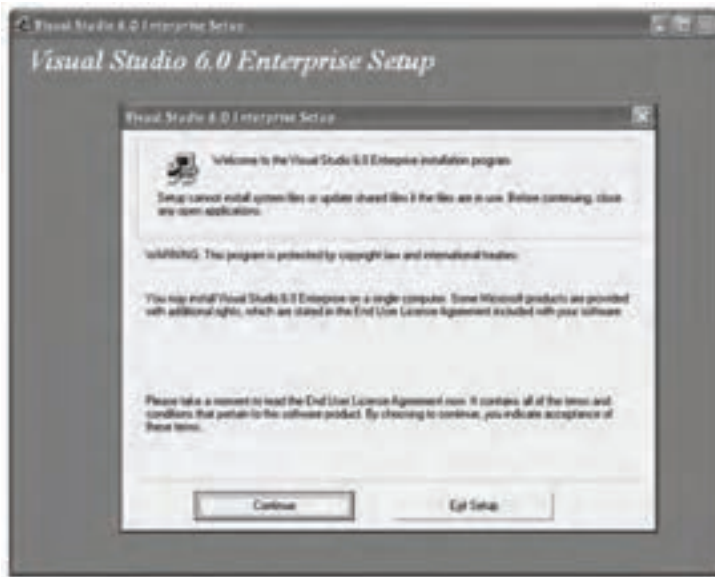 Visual Studio 6.0 Enterprise Setup
Visual Studio 6.0 Enterprise Setup
Visual Studio 6.0 Enterprise Setup
Welcome to the Visual Studio 6.0 Enterprise installation program.
Setup cannot install system files or update shared files if the files are in use. Before continuing, close
any open applications.
WARNING: This program is protected by copyright law and international treaties.
You may install Visual Studio 6.0 Enterprise on a single computer. Some Microsoft products are provided
with additional rights, which are stated in the End User License Agreement included with your software.
Please take a moment to read the End User License Agreement now. It contains all of the terms and
conditions that pertain to this software product. By choosing to continue, you indicate acceptance of
these terms.
Continue
Exit Setup